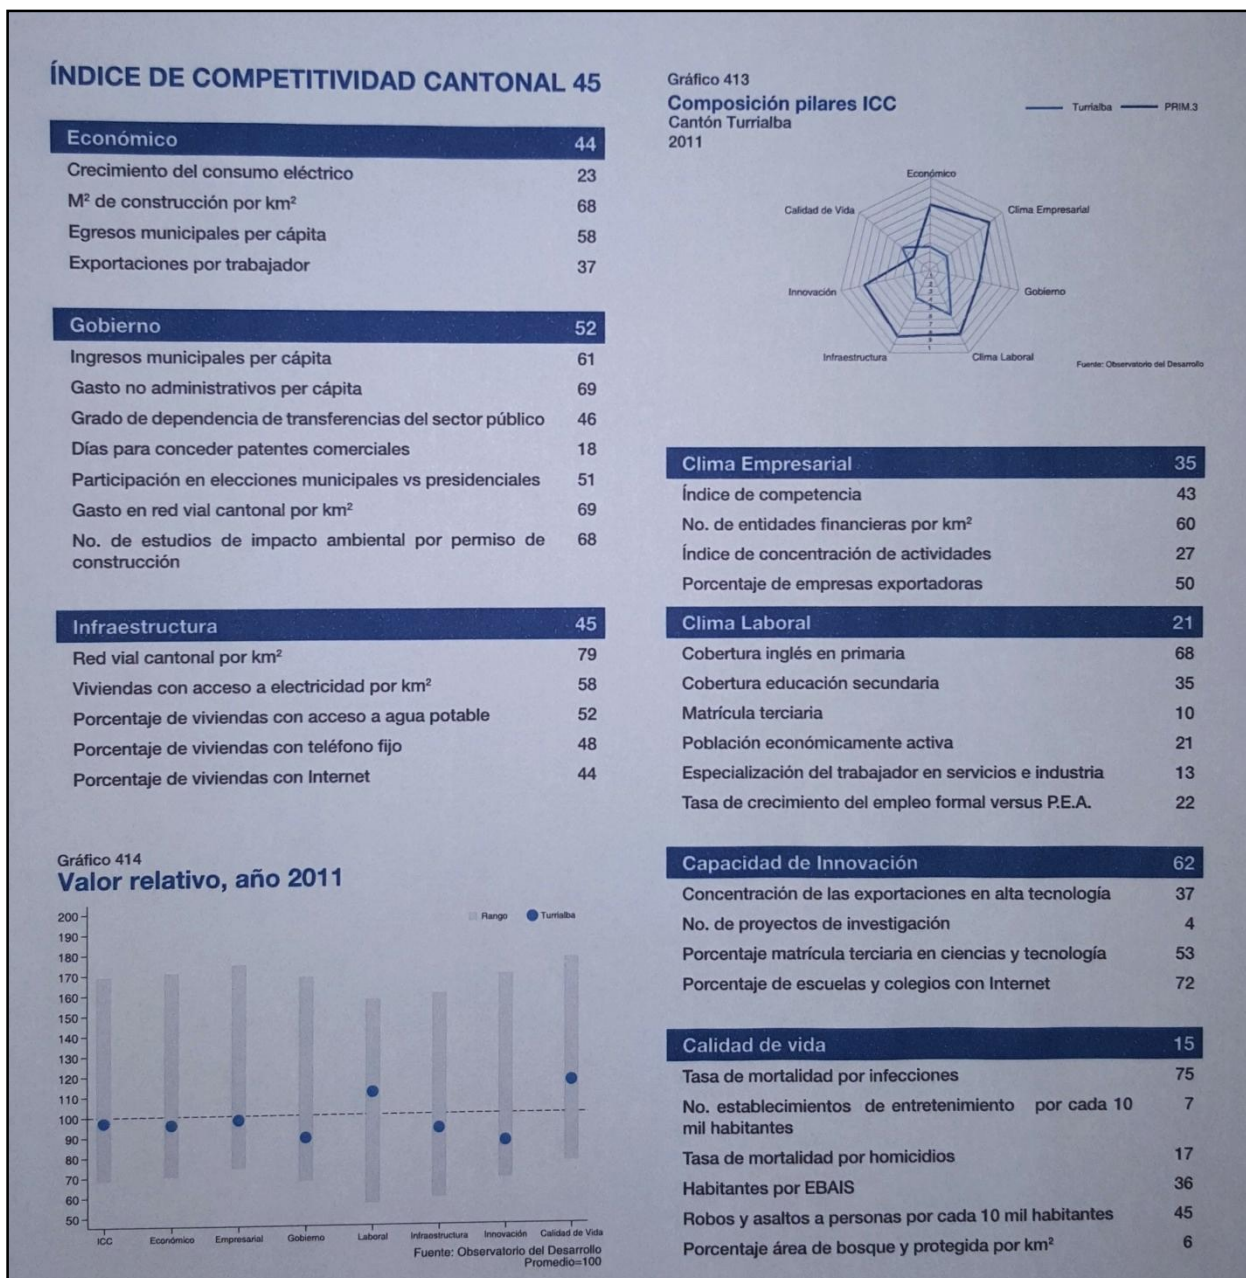 ÍNDICE DE COMPETITIVIDAD CANTONAL 45
Económico 44
Crecimiento del consumo eléctrico 23
M² de construcción por km² 68
Egresos municipales per cápita 58
Exportaciones por trabajador 37
Gobierno 52
Ingresos municipales per cápita 61
Gasto no administrativos per cápita 69
Grado de dependencia de transferencias del sector público 46
Días para conceder patentes comerciales 18
Participación en elecciones municipales vs presidenciales 51
Gasto en red vial cantonal por km² 69
No. de estudios de impacto ambiental por permiso de 68
construcción
Infraestructura 45
Red vial cantonal por km² 79
Viviendas con acceso a electricidad por km² 58
Porcentaje de viviendas con acceso a agua potable 52
Porcentaje de viviendas con teléfono fijo 48
Porcentaje de viviendas con Internet 44
Gráfico 414
Valor relativo, año 2011
Rango Turrialba
200
190
180
170
160
150
140
130
120
110
100
90
80
70
60
50
ICC Económico Empresarial Gobierno Laboral Infraestructura Innovación Calidad de Vida
Fuente: Observatorio del Desarrollo
Promedio=100
Gráfico 413
Composición pilares ICC
Cantón Turrialba
2011
Turrialba PRIM.3
Económico
Calidad de Vida Clima Empresarial
Innovación Gobierno
Infraestructura Clima Laboral
Fuente: Observatorio del Desarrollo
Clima Empresarial 35
Índice de competencia 43
No. de entidades financieras por km² 60
Índice de concentración de actividades 27
Porcentaje de empresas exportadoras 50
Clima Laboral 21
Cobertura inglés en primaria 68
Cobertura educación secundaria 35
Matrícula terciaria 10
Población económicamente activa 21
Especialización del trabajador en servicios e industria 13
Tasa de crecimiento del empleo formal versus P.E.A. 22
Capacidad de Innovación 62
Concentración de las exportaciones en alta tecnología 37
No. de proyectos de investigación 4
Porcentaje matrícula terciaria en ciencias y tecnología 53
Porcentaje de escuelas y colegios con Internet 72
Calidad de vida 15
Tasa de mortalidad por infecciones 75
No. establecimientos de entretenimiento por cada 10 7
mil habitantes
Tasa de mortalidad por homicidios 17
Habitantes por EBAIS 36
Robos y asaltos a personas por cada 10 mil habitantes 45
Porcentaje área de bosque y protegida por km² 6